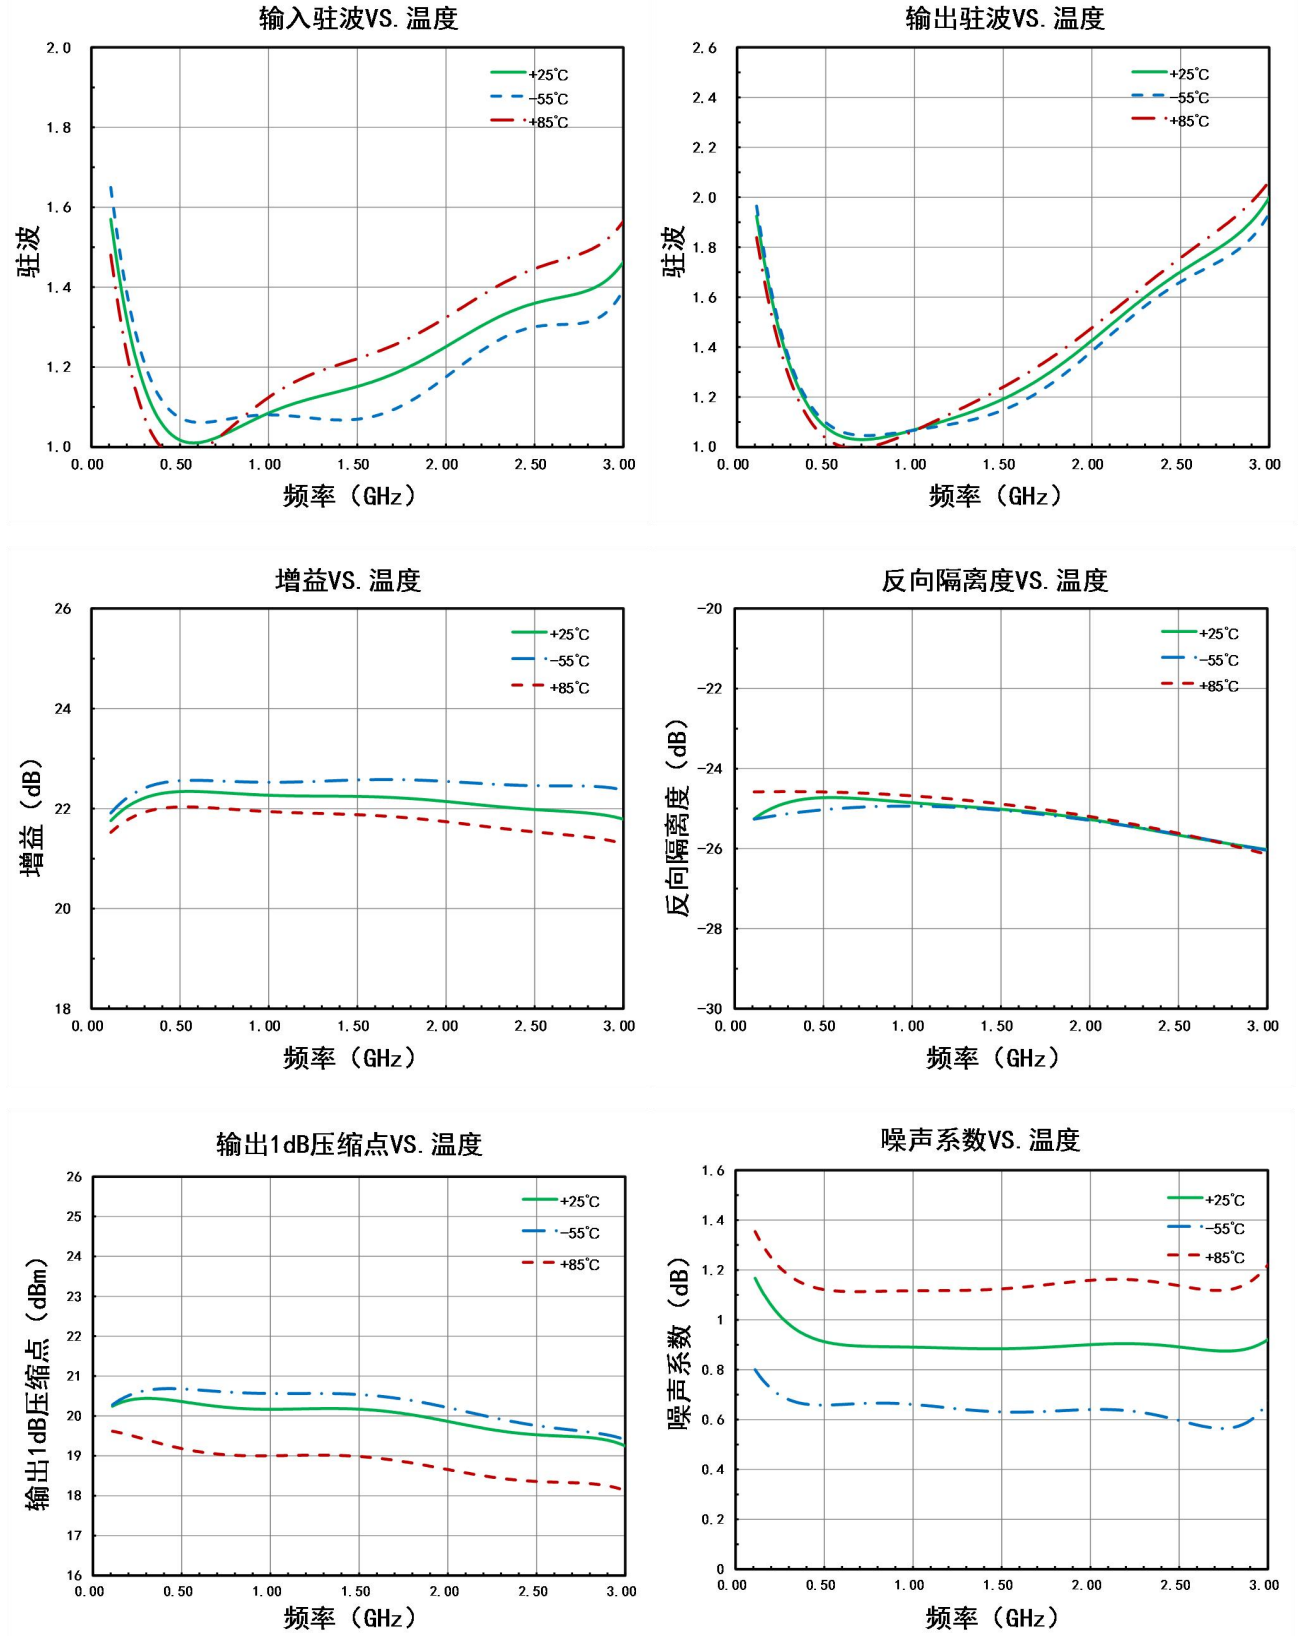 输入驻波VS.温度
2.0
1.8
1.6
1.4
1.2
1.0
驻波
+25℃
-55℃
+85℃
0.00 0.50 1.00 1.50 2.00 2.50 3.00
频率（GHz）
输出驻波VS.温度
2.6
2.4
2.2
2.0
1.8
1.6
1.4
1.2
1.0
驻波
+25℃
-55℃
+85℃
0.00 0.50 1.00 1.50 2.00 2.50 3.00
频率（GHz）
增益VS.温度
26
24
22
20
18
增益（dB）
+25℃
-55℃
+85℃
0.00 0.50 1.00 1.50 2.00 2.50 3.00
频率（GHz）
反向隔离度VS.温度
-20
-22
-24
-26
-28
-30
反向隔离度（dB）
+25℃
-55℃
+85℃
0.00 0.50 1.00 1.50 2.00 2.50 3.00
频率（GHz）
输出1dB压缩点VS.温度
26
25
24
23
22
21
20
19
18
17
16
输出1dB压缩点（dBm）
+25℃
-55℃
+85℃
0.00 0.50 1.00 1.50 2.00 2.50 3.00
频率（GHz）
噪声系数VS.温度
1.6
1.4
1.2
1
0.8
0.6
0.4
0.2
0
噪声系数（dB）
+25℃
-55℃
+85℃
0.00 0.50 1.00 1.50 2.00 2.50 3.00
频率（GHz）